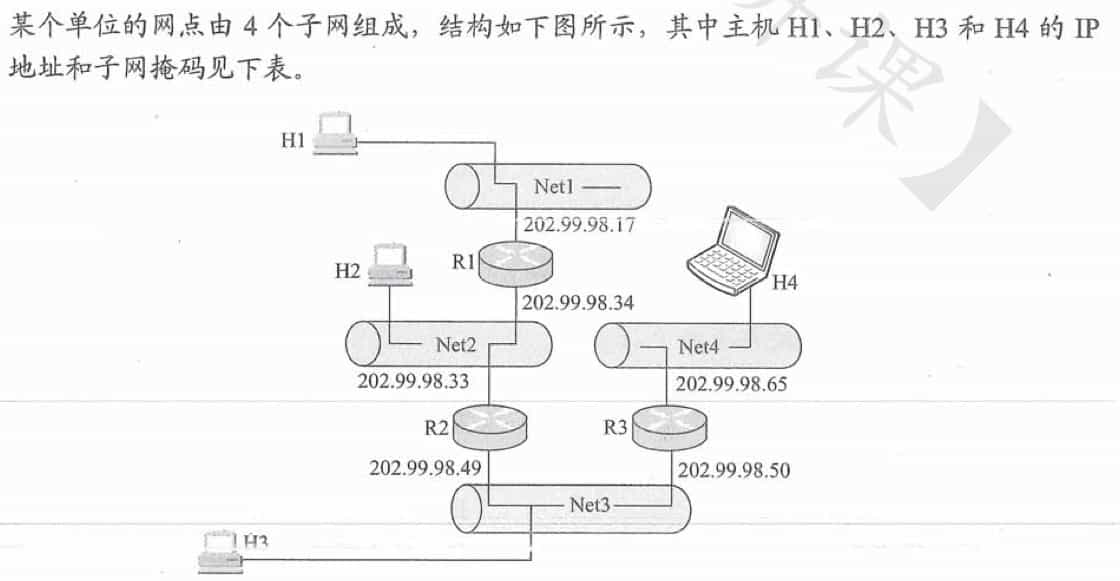 某个单位的网点由 4 个子网组成，结构如下图所示，其中主机 H1、H2、H3 和 H4 的 IP
地址和子网掩码见下表。
课】
H1
Net1
202.99.98.17
H2
R1
H4
202.99.98.34
Net2
Net4
202.99.98.33
202.99.98.65
R2
R3
202.99.98.49
202.99.98.50
Net3
H3